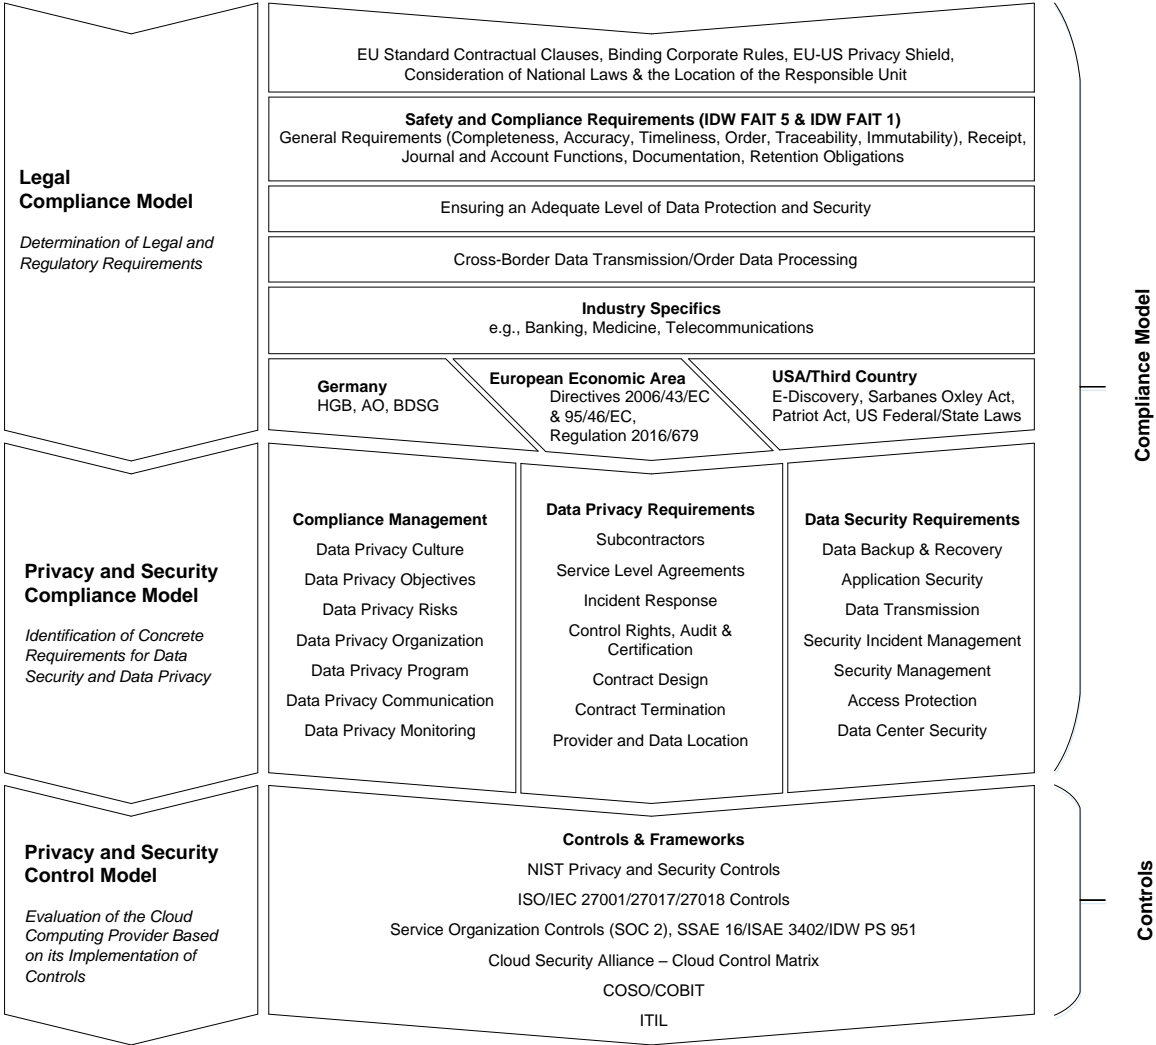 EU Standard Contractual Clauses, Binding Corporate Rules, EU-US Privacy Shield,
Consideration of National Laws & the Location of the Responsible Unit
Safety and Compliance Requirements (IDW FAIT 5 & IDW FAIT 1)
General Requirements (Completeness, Accuracy, Timeliness, Order, Traceability, Immutability), Receipt,
Journal and Account Functions, Documentation, Retention Obligations
Legal
Compliance Model
Determination of Legal and
Regulatory Requirements
Ensuring an Adequate Level of Data Protection and Security
Cross-Border Data Transmission/Order Data Processing
Industry Specifics
e.g., Banking, Medicine, Telecommunications
Germany
HGB, AO, BDSG
European Economic Area
Directives 2006/43/EC
& 95/46/EC,
Regulation 2016/679
USA/Third Country
E-Discovery, Sarbanes Oxley Act,
Patriot Act, US Federal/State Laws
Compliance Model
Privacy and Security
Compliance Model
Identification of Concrete
Requirements for Data
Security and Data Privacy
Compliance Management
Data Privacy Culture
Data Privacy Objectives
Data Privacy Risks
Data Privacy Organization
Data Privacy Program
Data Privacy Communication
Data Privacy Monitoring
Data Privacy Requirements
Subcontractors
Service Level Agreements
Incident Response
Control Rights, Audit &
Certification
Contract Design
Contract Termination
Provider and Data Location
Data Security Requirements
Data Backup & Recovery
Application Security
Data Transmission
Security Incident Management
Security Management
Access Protection
Data Center Security
Privacy and Security
Control Model
Evaluation of the Cloud
Computing Provider Based
on its Implementation of
Controls
Controls & Frameworks
NIST Privacy and Security Controls
ISO/IEC 27001/27017/27018 Controls
Service Organization Controls (SOC 2), SSAE 16/ISAE 3402/IDW PS 951
Cloud Security Alliance – Cloud Control Matrix
COSO/COBIT
ITIL
Controls